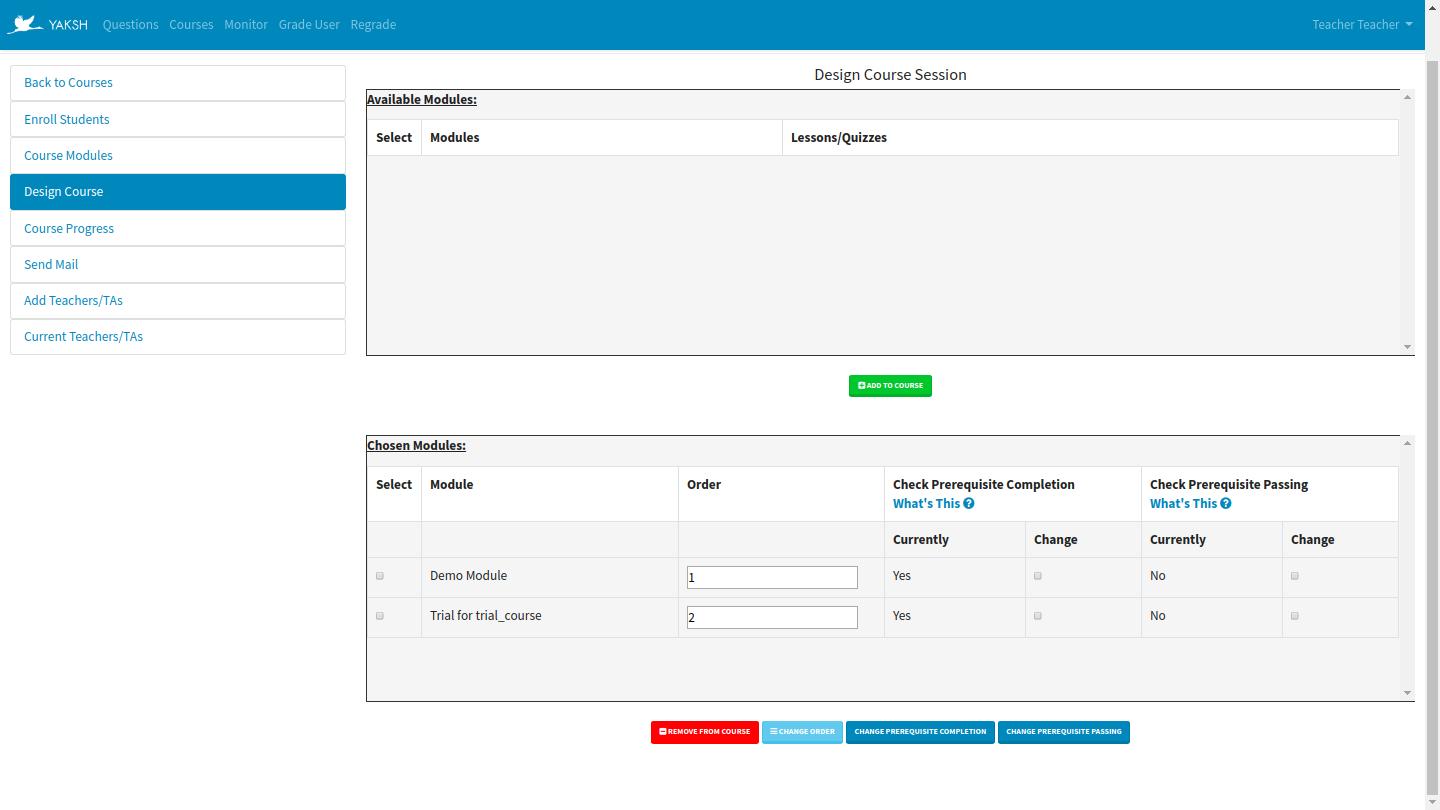 YAKSH Questions Courses Monitor Grade User Regrade Teacher Teacher
Back to Courses
Enroll Students
Course Modules
Design Course
Course Progress
Send Mail
Add Teachers/TAs
Current Teachers/TAs
Design Course Session
Available Modules:
Select Modules Lessons/Quizzes
ADD TO COURSE
Chosen Modules:
Select Module Order Check Prerequisite Completion Check Prerequisite Passing
What's This What's This
Currently Change Currently Change
Demo Module 1 Yes No
Trial for trial_course 2 Yes No
REMOVE FROM COURSE CHANGE ORDER CHANGE PREREQUISITE COMPLETION CHANGE PREREQUISITE PASSING